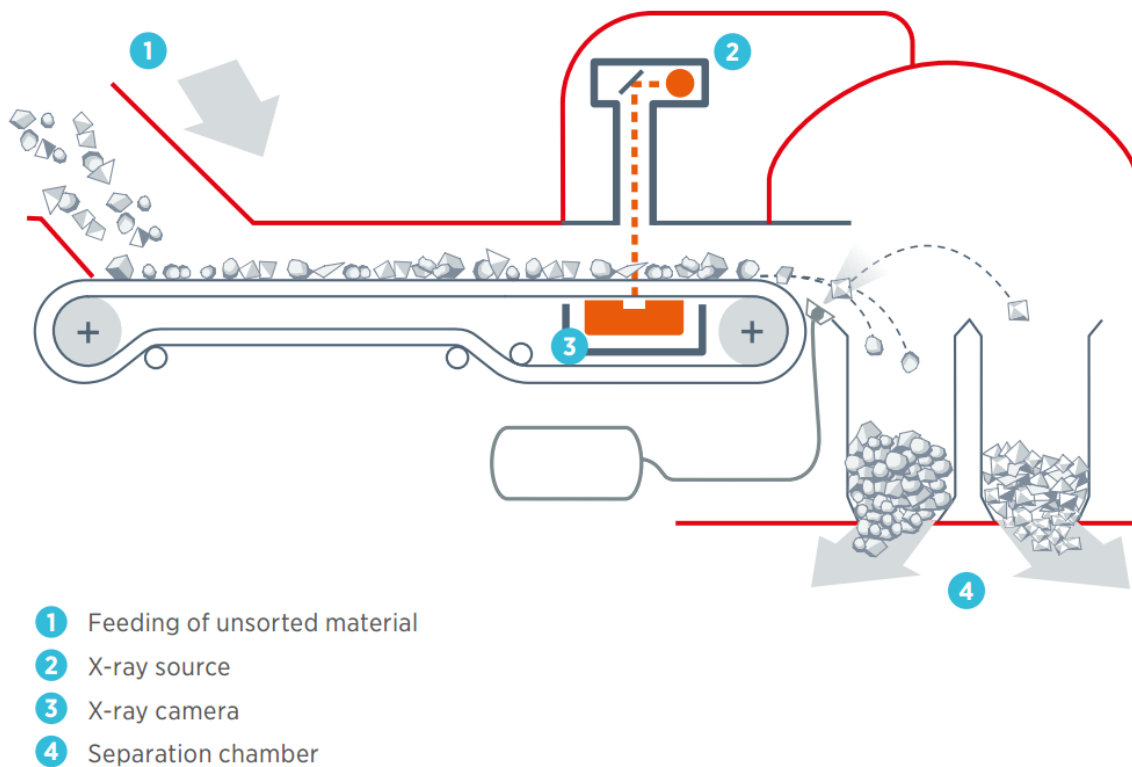 1
2
3
4
1 Feeding of unsorted material
2 X-ray source
3 X-ray camera
4 Separation chamber